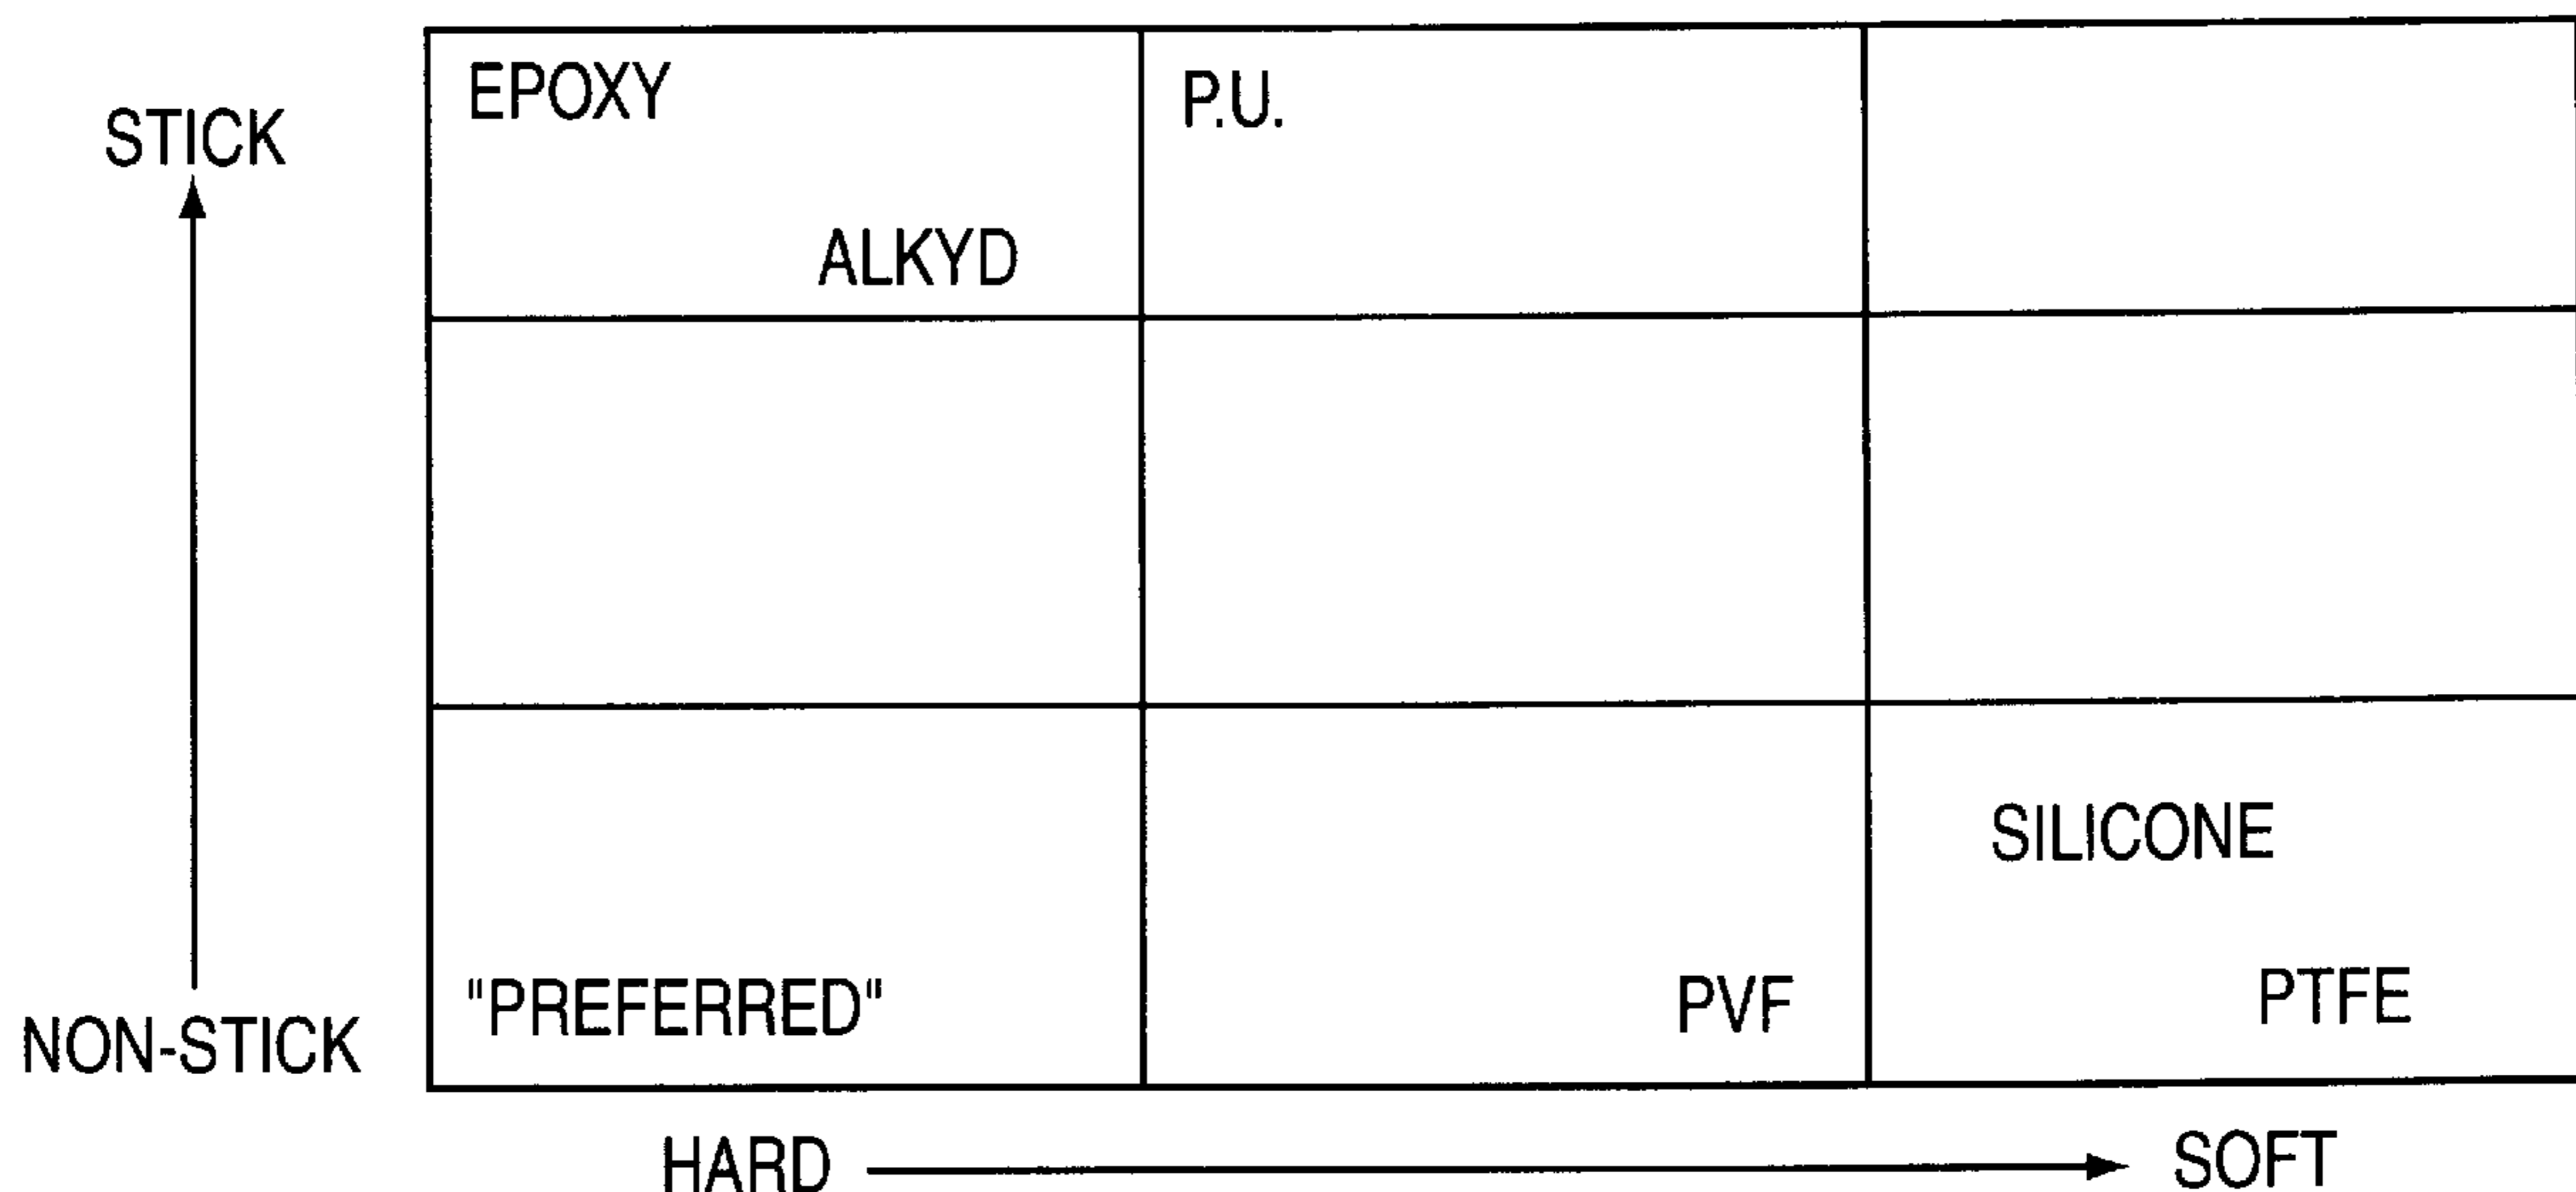 EPOXY
P.U.
STICK
ALKYD
SILICONE
"PREFERRED"
PVF
PTFE
NON-STICK
HARD
SOFT